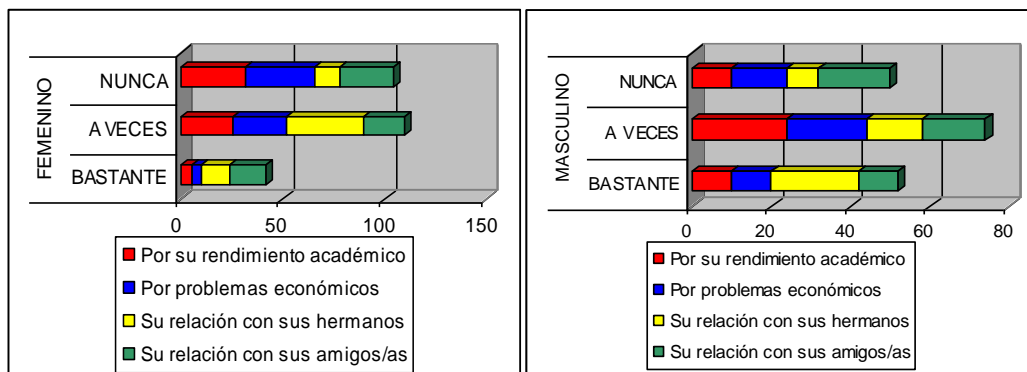 FEMENINO
NUNCA
A VECES
BASTANTE
0 50 100 150
Por su rendimiento académico
Por problemas económicos
Su relación con sus hermanos
Su relación con sus amigos/as
MASCULINO
NUNCA
A VECES
BASTANTE
0 20 40 60 80
Por su rendimiento académico
Por problemas económicos
Su relación con sus hermanos
Su relación con sus amigos/as